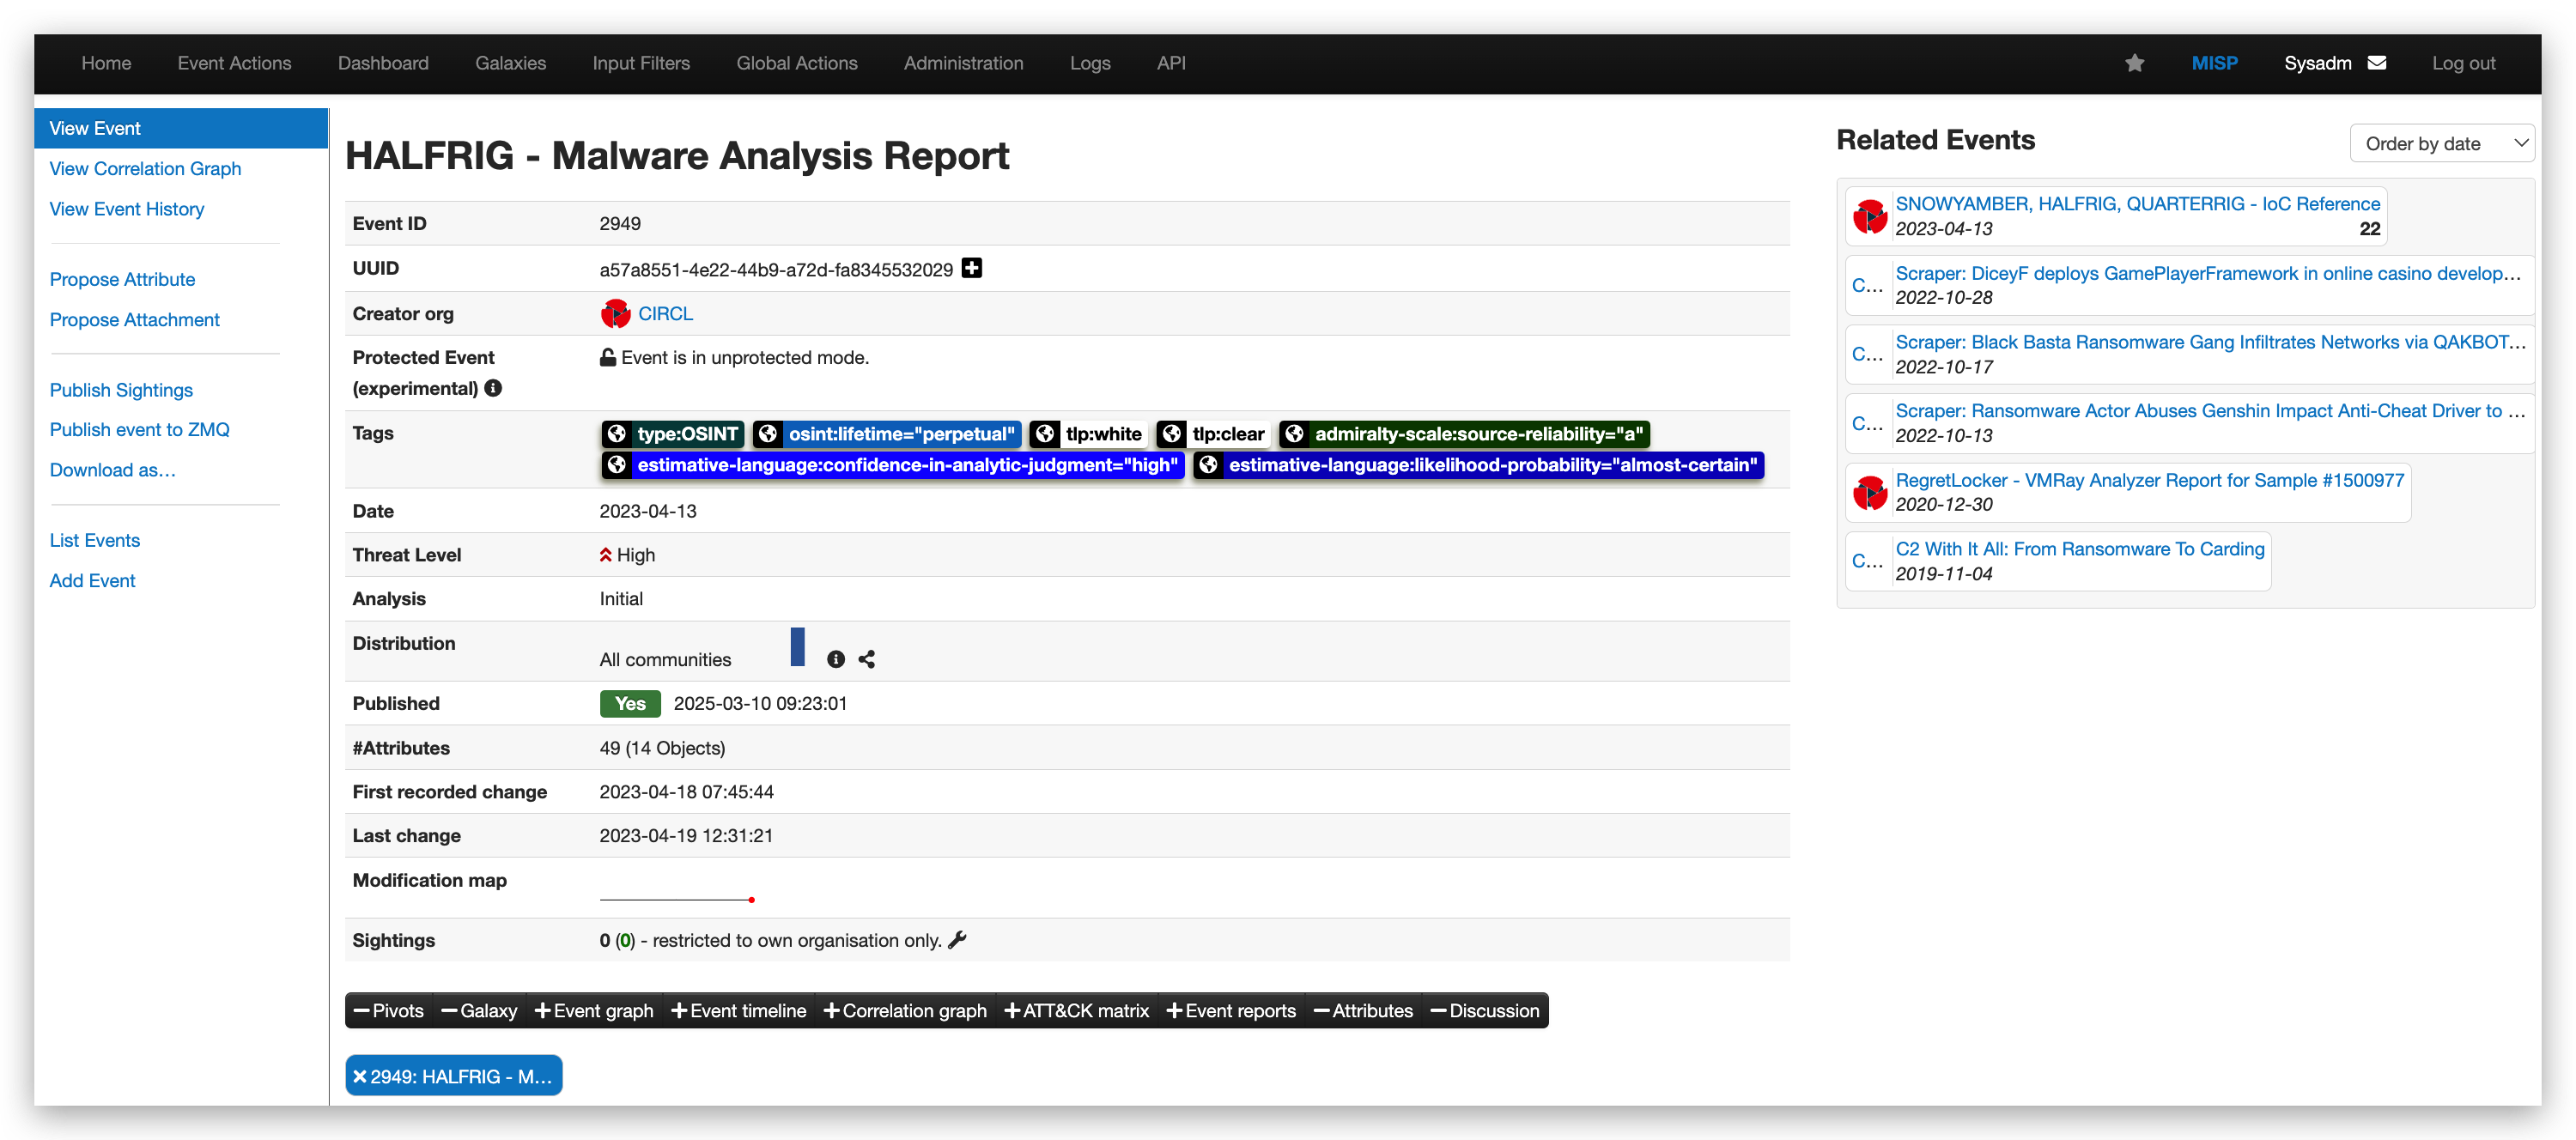 Home Event Actions Dashboard Galaxies Input Filters Global Actions Administration Logs API MISP Sysadm Log out
View Event
View Correlation Graph
View Event History
Propose Attribute
Propose Attachment
Publish Sightings
Publish event to ZMQ
Download as...
List Events
Add Event
HALFRIG - Malware Analysis Report
Event ID 2949
UUID a57a8551-4e22-44b9-a72d-fa8345532029
Creator org CIRCL
Protected Event (experimental) Event is in unprotected mode.
Tags type:OSINT osint:lifetime="perpetual" tlp:white tlp:clear admiralty-scale:source-reliability="a"
estimative-language:confidence-in-analytic-judgment="high" estimative-language:likelihood-probability="almost-certain"
Date 2023-04-13
Threat Level High
Analysis Initial
Distribution All communities
Published Yes 2025-03-10 09:23:01
#Attributes 49 (14 Objects)
First recorded change 2023-04-18 07:45:44
Last change 2023-04-19 12:31:21
Modification map
Sightings 0 (0) - restricted to own organisation only.
Pivots Galaxy Event graph Event timeline Correlation graph ATT&CK matrix Event reports Attributes Discussion
2949: HALFRIG - M...
Related Events Order by date
SNOWYAMBER, HALFRIG, QUARTERRIG - IoC Reference
2023-04-13 22
C... Scraper: DiceyF deploys GamePlayerFramework in online casino develop...
2022-10-28
C... Scraper: Black Basta Ransomware Gang Infiltrates Networks via QAKBOT...
2022-10-17
C... Scraper: Ransomware Actor Abuses Genshin Impact Anti-Cheat Driver to ...
2022-10-13
RegretLocker - VMRay Analyzer Report for Sample #1500977
2020-12-30
C... C2 With It All: From Ransomware To Carding
2019-11-04